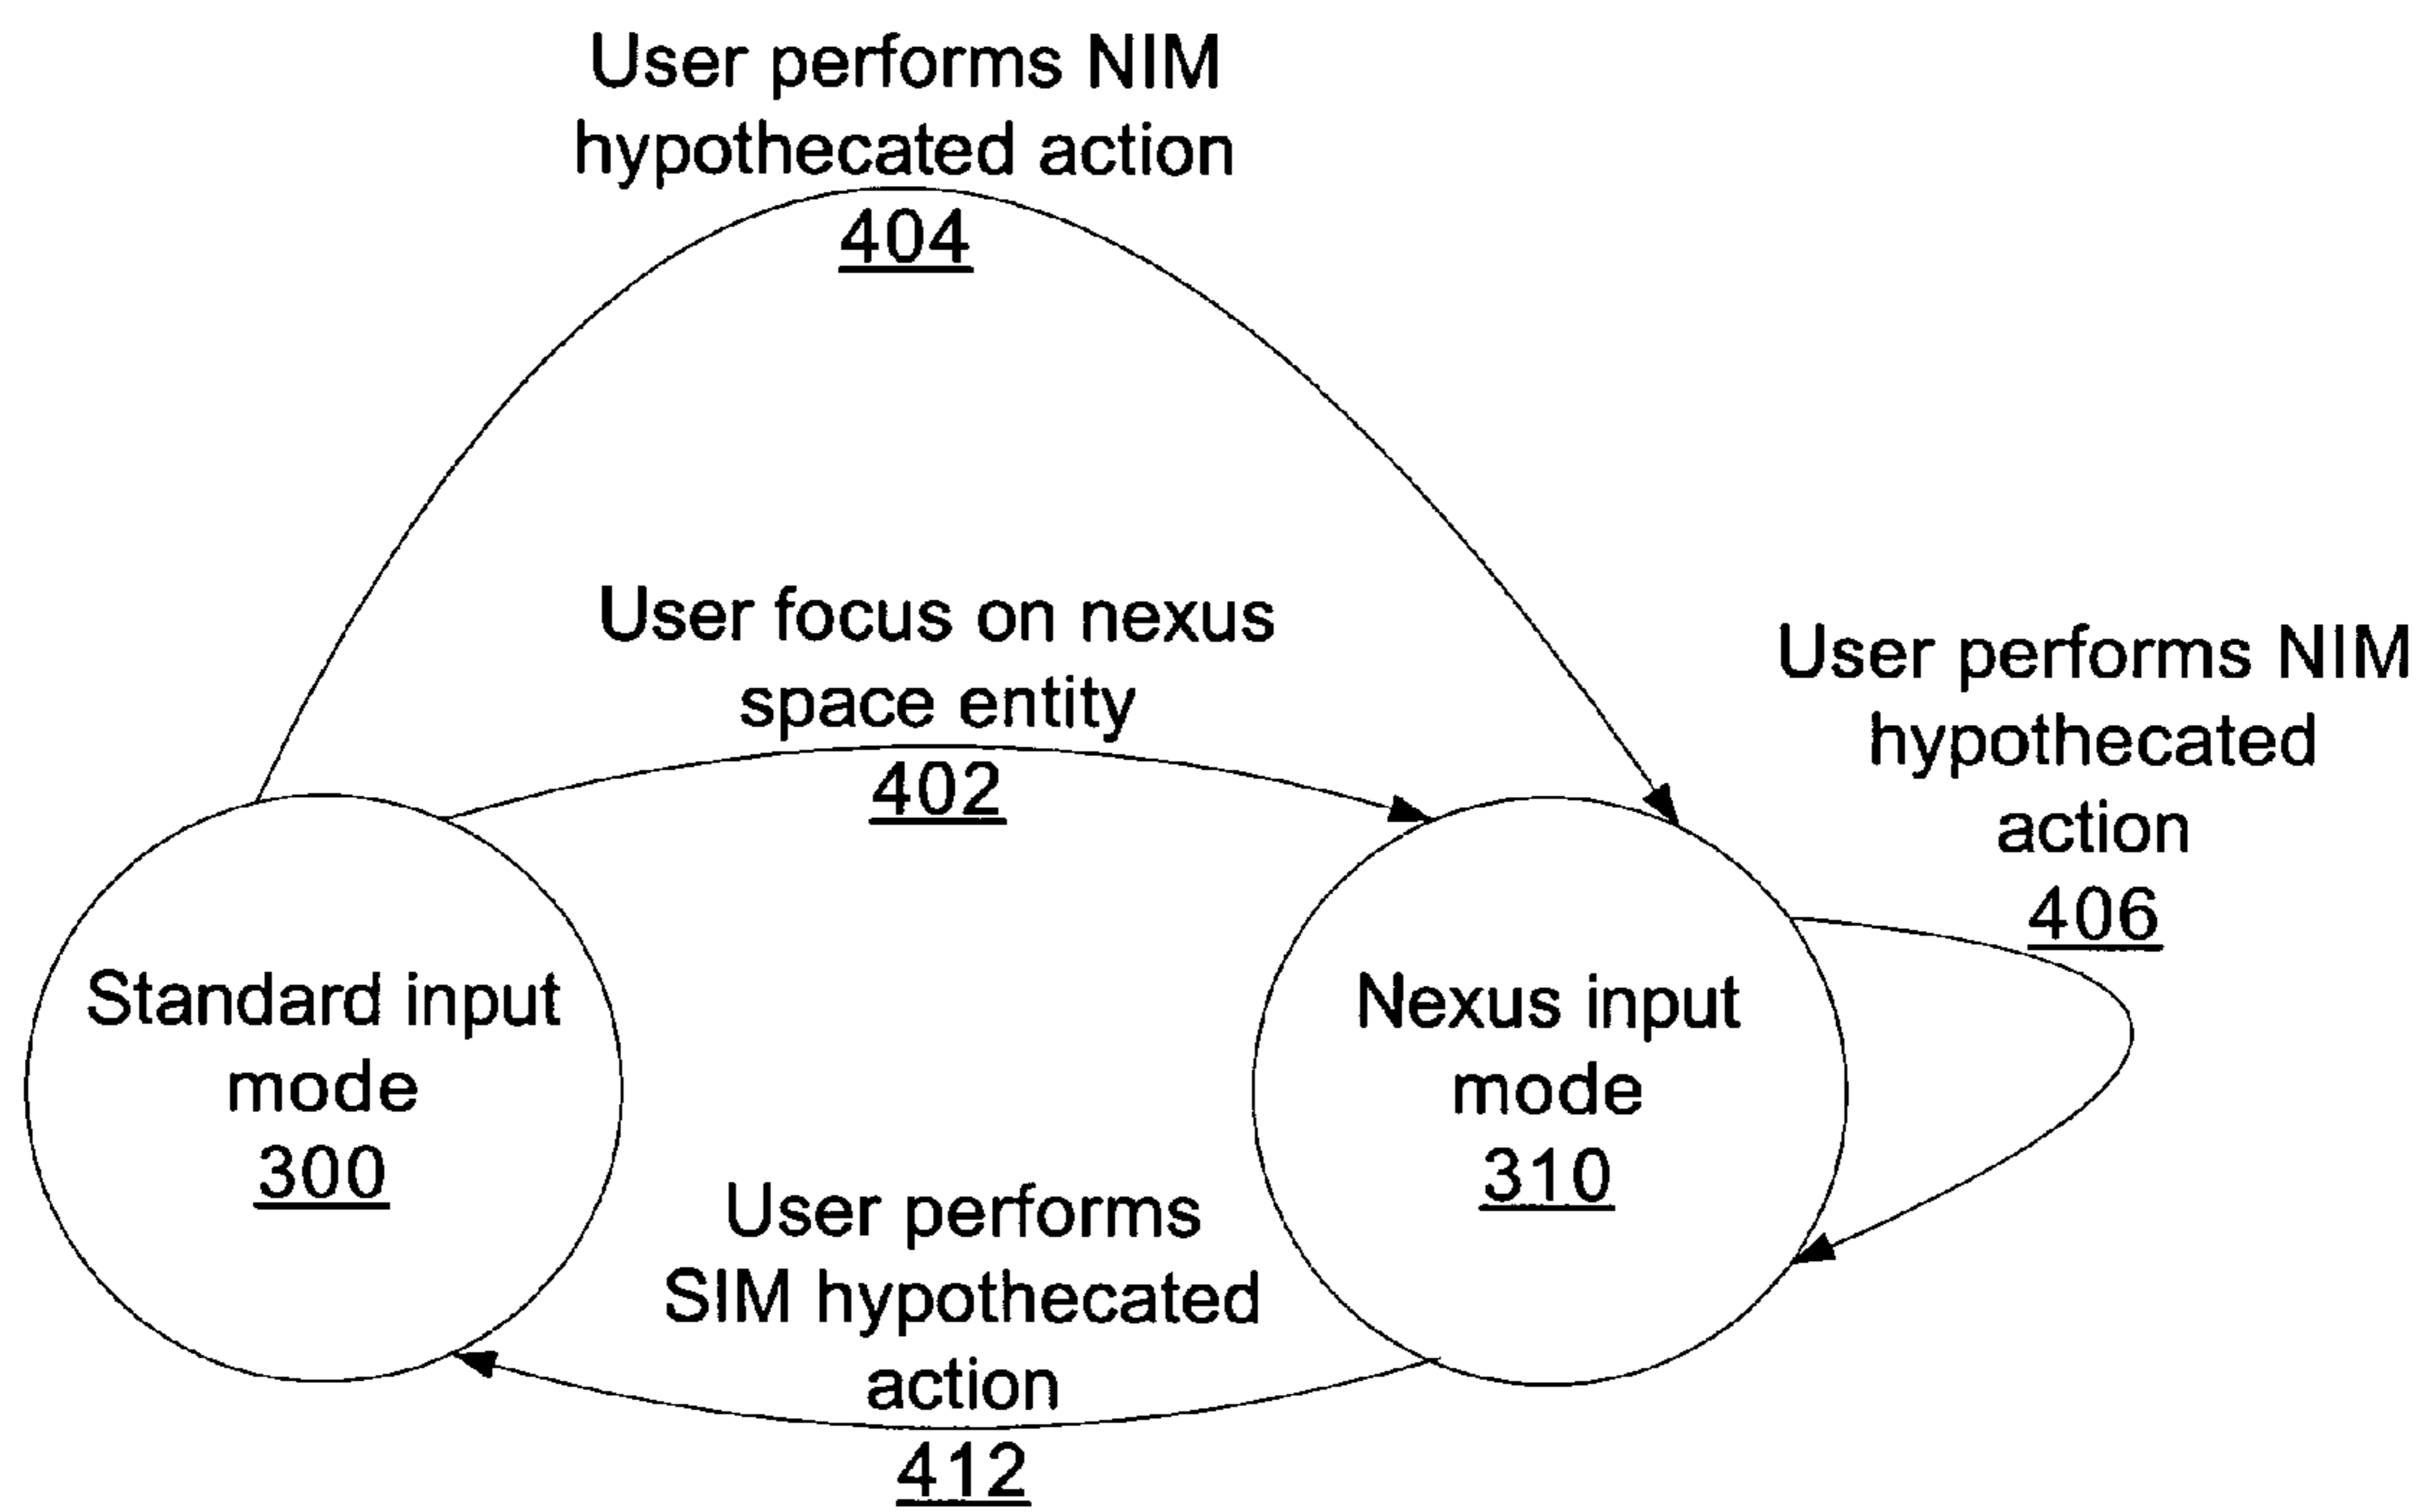 User performs NIM
hypothecated action
404
User focus on nexus
space entity
402
User performs NIM
hypothecated
action
406
Standard input
mode
300
Nexus input
mode
310
User performs
SIM hypothecated
action
412